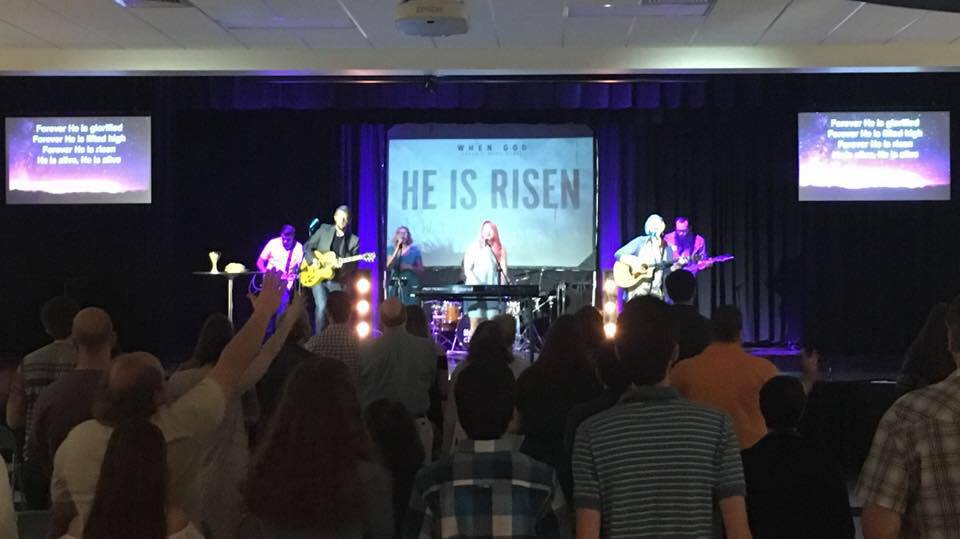 EPSON
Forever He is glorified
Forever He is lifted high
Forever He is risen
He is alive, He is alive
WHEN GOD
HE IS RISEN
Forever He is glorified
Forever He is lifted high
Forever He is risen
He is alive, He is alive